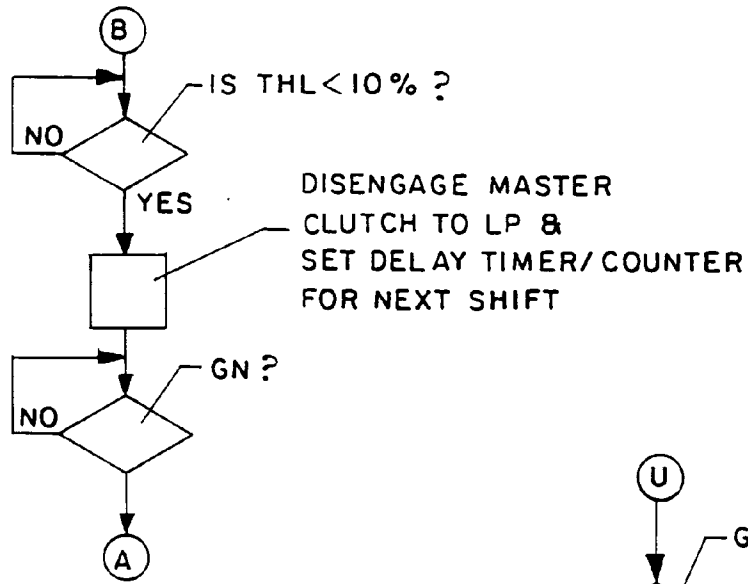 B
IS THL<10% ?
NO
YES
DISENGAGE MASTER
CLUTCH TO LP &
SET DELAY TIMER/COUNTER
FOR NEXT SHIFT
GN ?
NO
A
U
G